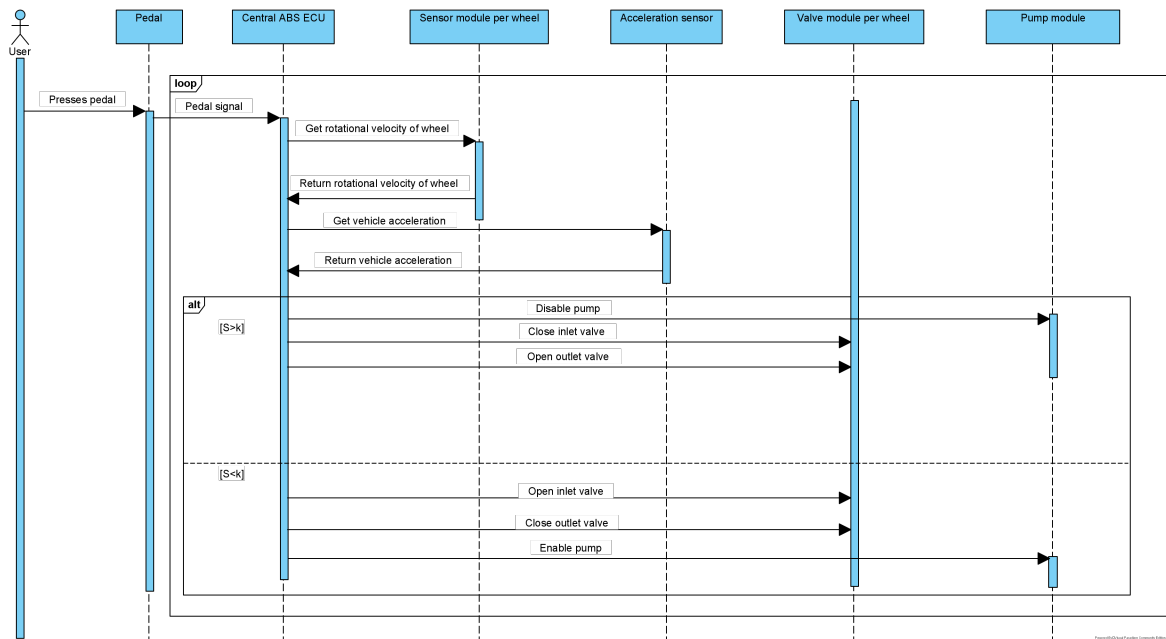 Pedal
Central ABS ECU
Sensor module per wheel
Acceleration sensor
Valve module per wheel
Pump module
User
loop
Presses pedal
Pedal signal
Get rotational velocity of wheel
Return rotational velocity of wheel
Get vehicle acceleration
Return vehicle acceleration
alt
Disable pump
[S>k]
Close inlet valve
Open outlet valve
[S<k]
Open inlet valve
Close outlet valve
Enable pump